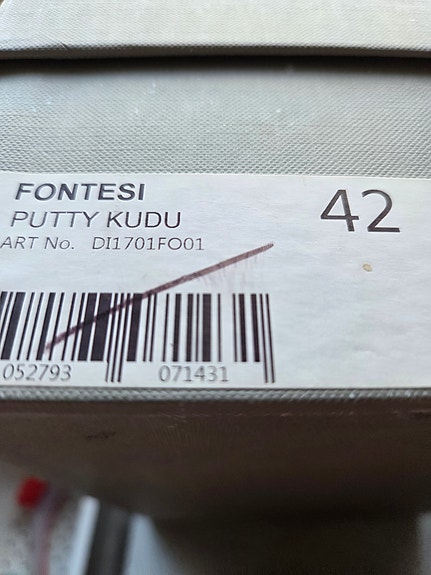 FONTESI
42
PUTTY KUDU
ART No. DI1701FO01
052793 071431